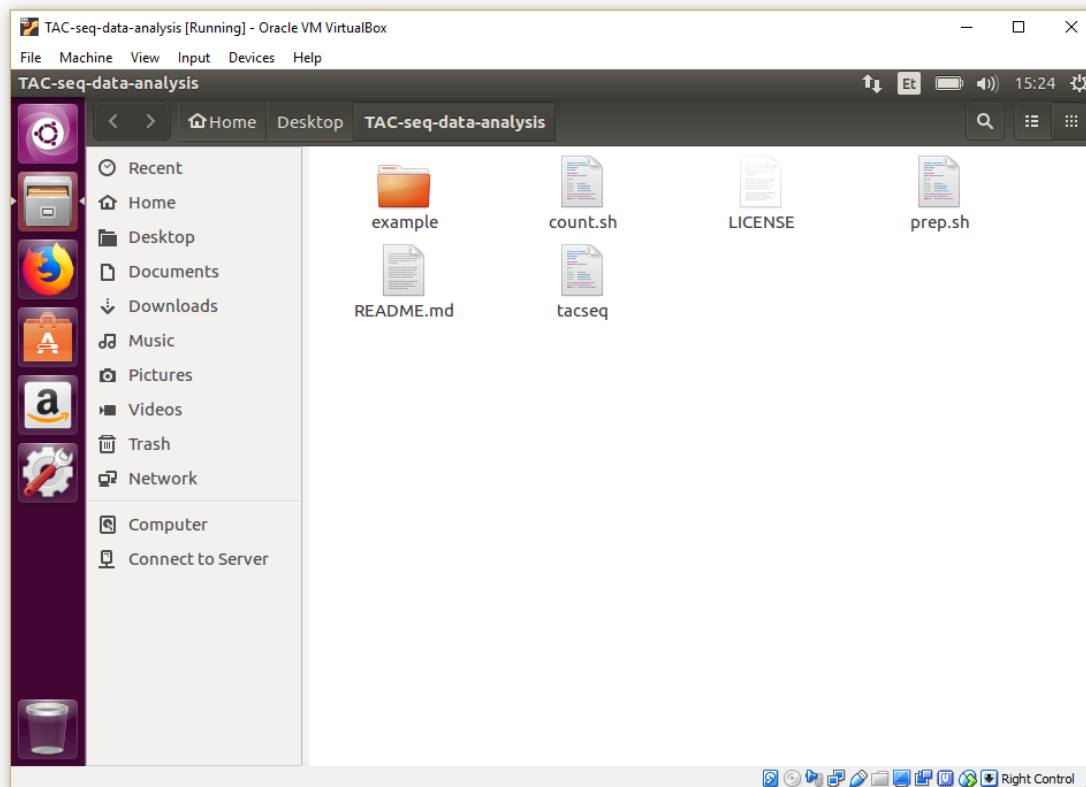 TAC-seq-data-analysis [Running] - Oracle VM VirtualBox
File Machine View Input Devices Help
TAC-seq-data-analysis Et 15:24
Home Desktop TAC-seq-data-analysis
Recent
Home
Desktop
Documents
Downloads
Music
Pictures
Videos
Trash
Network
Computer
Connect to Server
example count.sh LICENSE prep.sh
README.md tacseq
Right Control